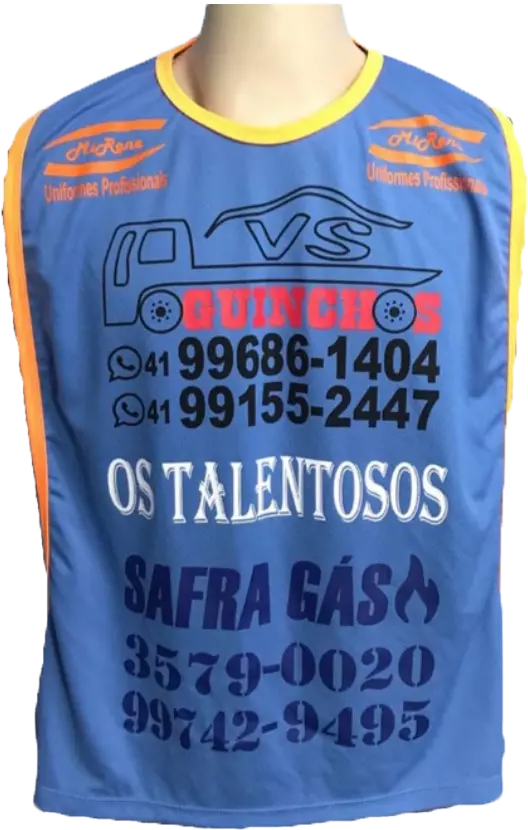 MiRene
Uniformes Profissionais
MiRene
Uniformes Profissionais
VS
GUINCHOS
41 99686-1404
41 99155-2447
OS TALENTOSOS
SAFRA GÁS
3579-0020
99742-9495